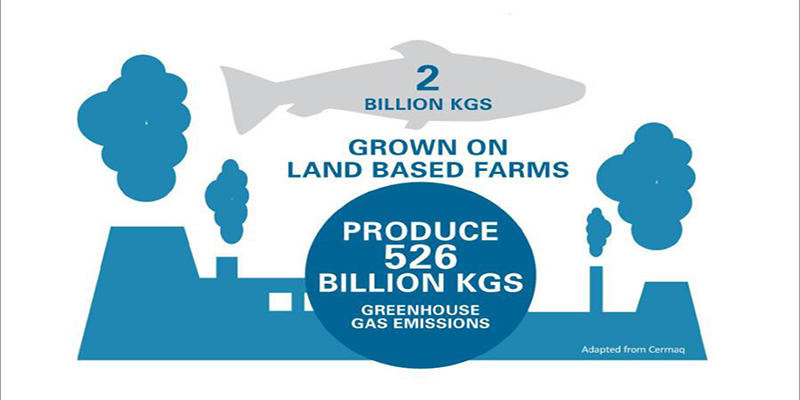 2
BILLION KGS
GROWN ON
LAND BASED FARMS
PRODUCE
526
BILLION KGS
GREENHOUSE
GAS EMISSIONS
Adapted from Cermaq